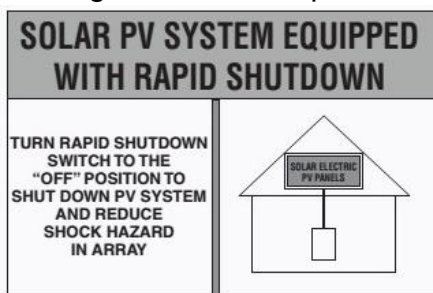 SOLAR PV SYSTEM EQUIPPED
WITH RAPID SHUTDOWN
TURN RAPID SHUTDOWN
SWITCH TO THE
“OFF” POSITION TO
SHUT DOWN PV SYSTEM
AND REDUCE
SHOCK HAZARD
IN ARRAY
SOLAR ELECTRIC
PV PANELS